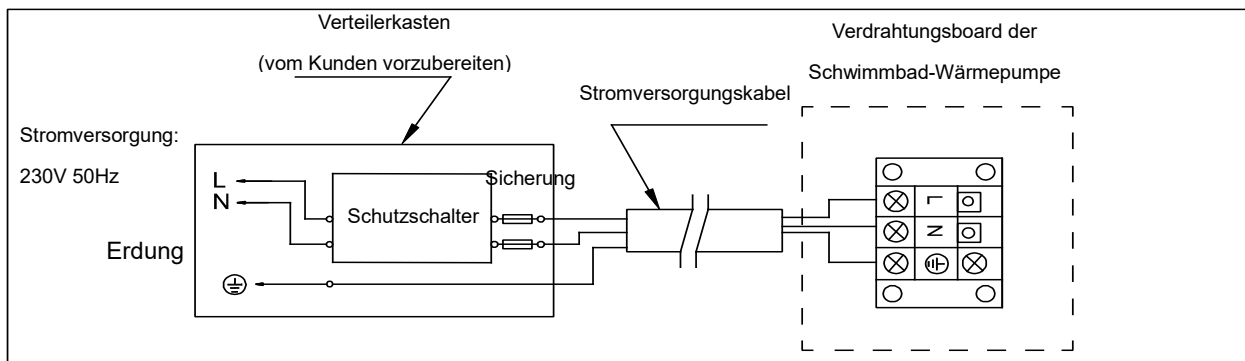 Verteilerkasten
(vom Kunden vorzubereiten)
Verdrahtungsboard der
Schwimmbad-Wärmepumpe
Stromversorgungskabel
Stromversorgung:
230V 50Hz
L
N
Sicherung
Schutzschalter
Erdung
L
N